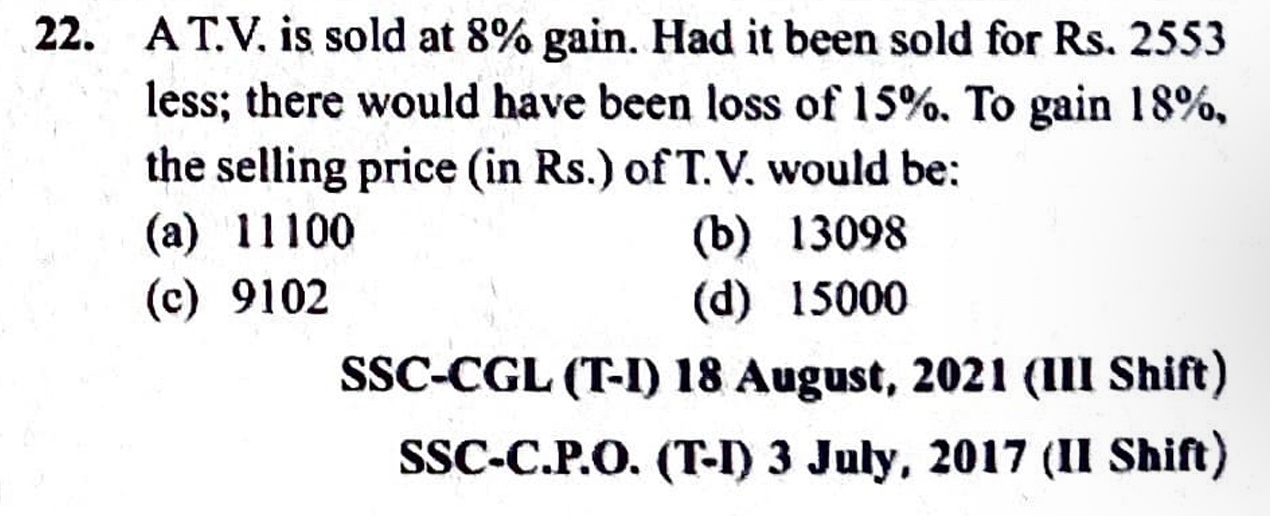 22. A T.V. is sold at 8% gain. Had it been sold for Rs. 2553
less; there would have been loss of 15%. To gain 18%,
the selling price (in Rs.) of T.V. would be:
(a) 11100 (b) 13098
(c) 9102 (d) 15000
SSC-CGL (T-I) 18 August, 2021 (III Shift)
SSC-C.P.O. (T-I) 3 July, 2017 (II Shift)